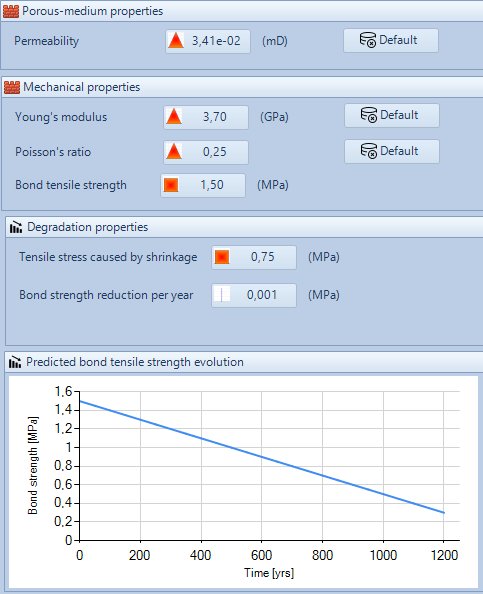 Porous-medium properties
Permeability 3,41e-02 (mD) Default
Mechanical properties
Young's modulus 3,70 (GPa) Default
Poisson's ratio 0,25 Default
Bond tensile strength 1,50 (MPa)
Degradation properties
Tensile stress caused by shrinkage 0,75 (MPa)
Bond strength reduction per year 0,001 (MPa)
Predicted bond tensile strength evolution
Bond strength [MPa]
1,6
1,4
1,2
1
0,8
0,6
0,4
0,2
0
0 200 400 600 800 1000 1200
Time [yrs]